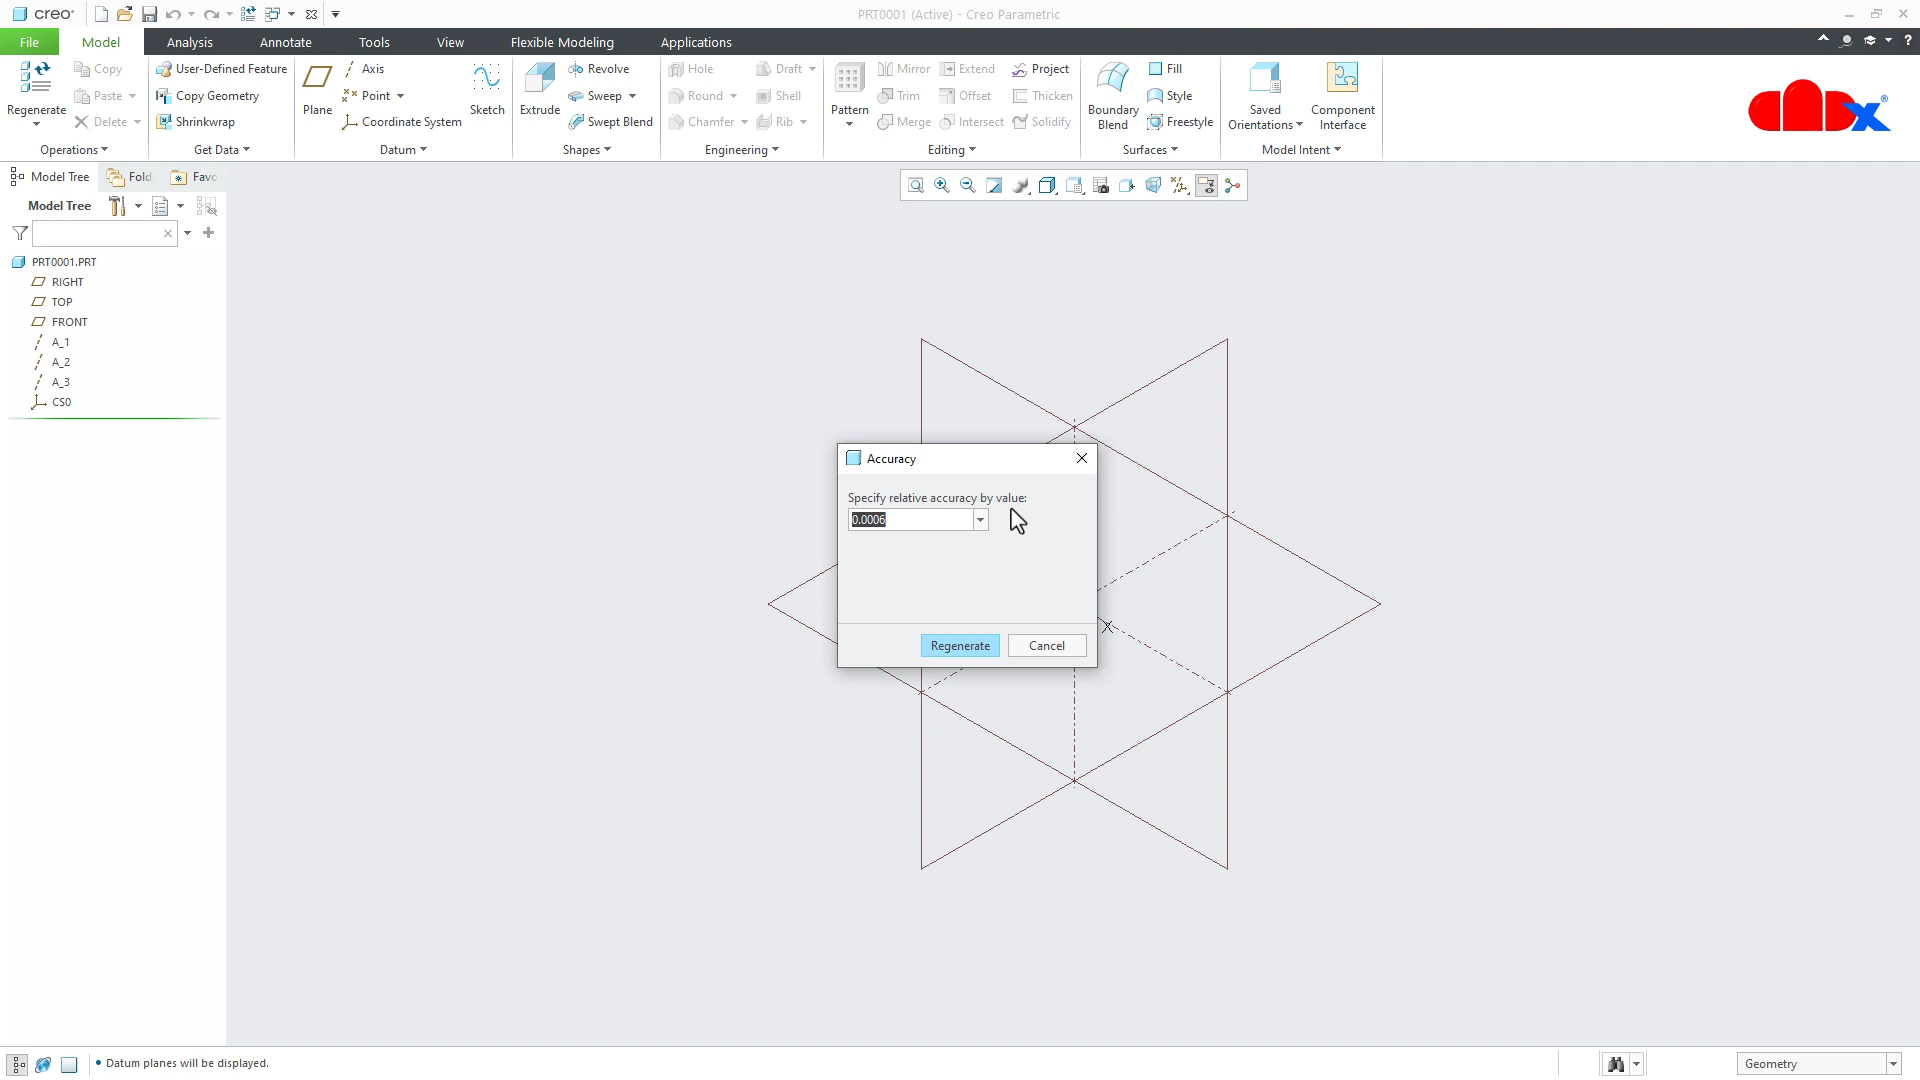 creo®
PRT0001 (Active) - Creo Parametric
File
Model
Analysis
Annotate
Tools
View
Flexible Modeling
Applications
?
Regenerate
Copy
Paste
Delete
Operations
User-Defined Feature
Copy Geometry
Shrinkwrap
Get Data
Plane
Axis
Point
Coordinate System
Sketch
Datum
Extrude
Revolve
Sweep
Swept Blend
Shapes
Hole
Round
Chamfer
Draft
Shell
Rib
Engineering
Pattern
Mirror
Trim
Merge
Extend
Offset
Intersect
Project
Thicken
Solidify
Editing
Boundary
Blend
Fill
Style
Freestyle
Surfaces
Saved
Orientations
Component
Interface
Model Intent
Model Tree
Fold
Favo
Model Tree
PRT0001.PRT
RIGHT
TOP
FRONT
A_1
A_2
A_3
CS0
Accuracy
Specify relative accuracy by value:
0.0006
Regenerate
Cancel
X
• Datum planes will be displayed.
Geometry